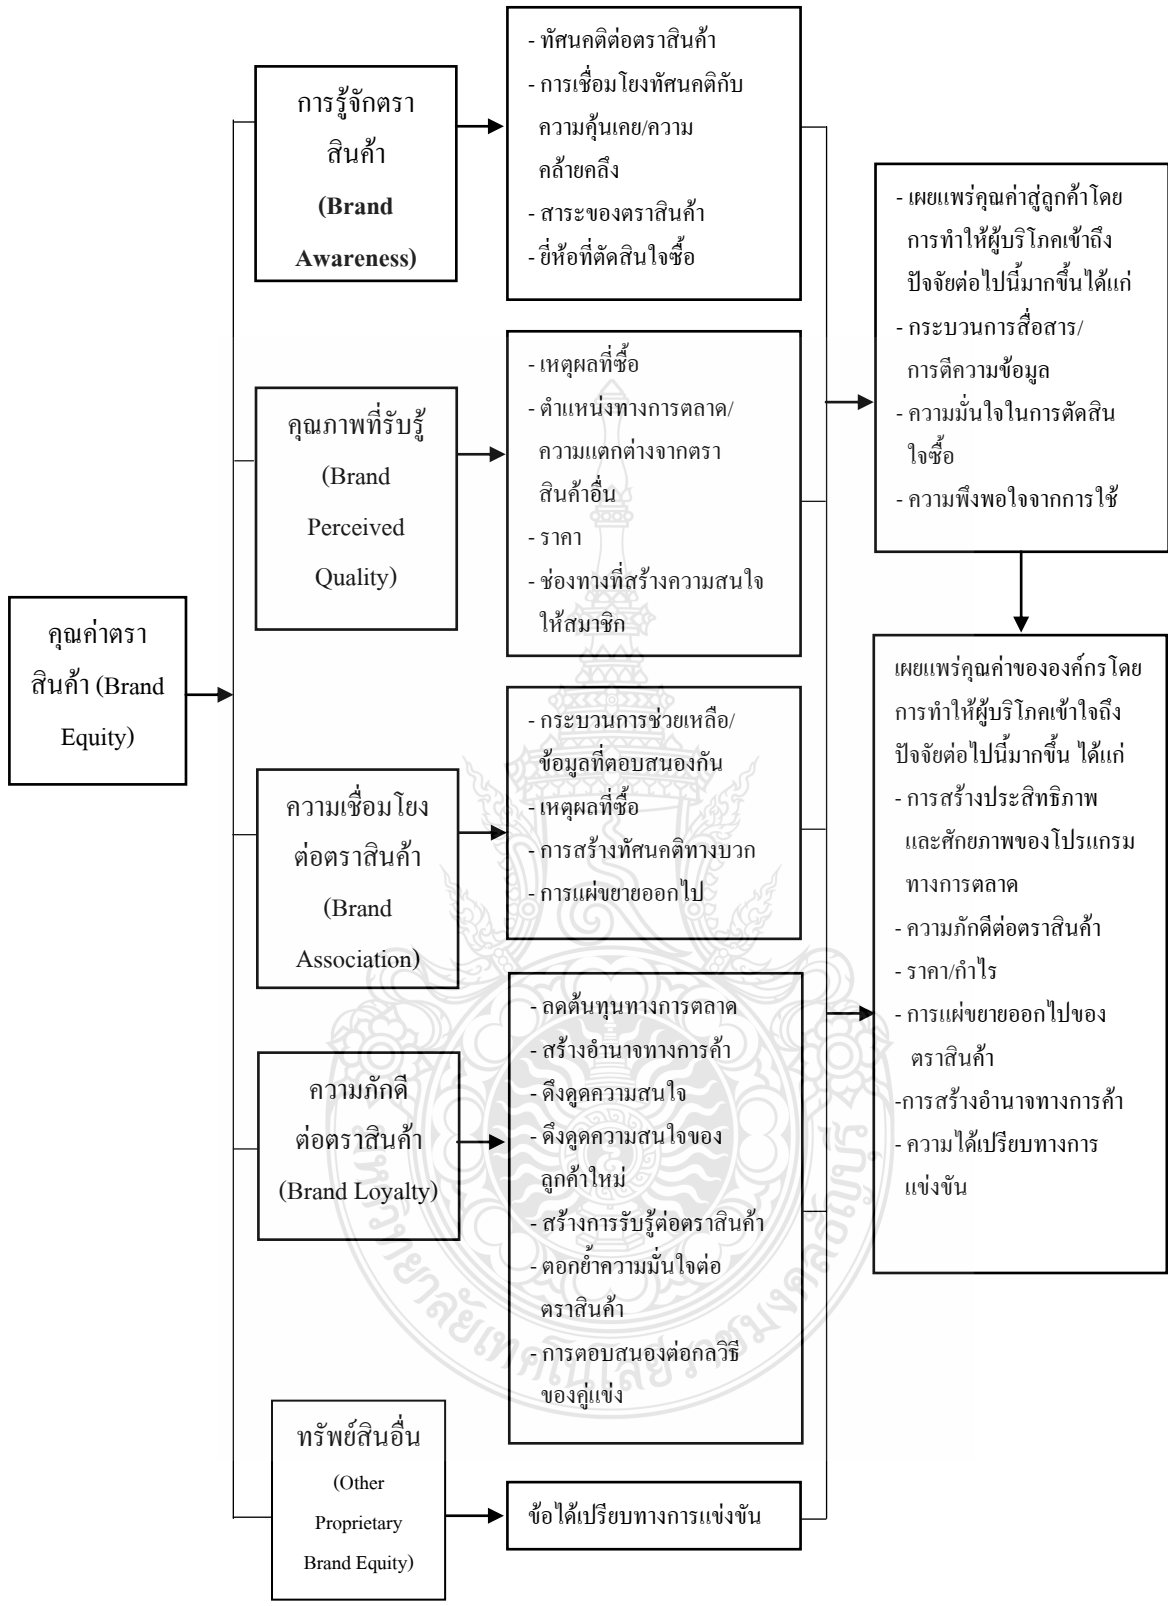 คุณค่าตรา
สินค้า (Brand
Equity)
การรู้จักตรา
สินค้า
(Brand
Awareness)
- ทัศนคติต่อตราสินค้า
- การเชื่อมโยงทัศนคติกับ
ความคุ้นเคย/ความ
คล้ายคลึง
- สาระของตราสินค้า
- ยี่ห้อที่ตัดสินใจซื้อ
คุณภาพที่รับรู้
(Brand
Perceived
Quality)
- เหตุผลที่ซื้อ
- ตำแหน่งทางการตลาด/
ความแตกต่างจากตรา
สินค้าอื่น
- ราคา
- ช่องทางที่สร้างความสนใจ
ให้สมาชิก
ความเชื่อมโยง
ต่อตราสินค้า
(Brand
Association)
- กระบวนการช่วยเหลือ/
ข้อมูลที่ตอบสนองกัน
- เหตุผลที่ซื้อ
- การสร้างทัศนคติทางบวก
- การแผ่ขยายออกไป
ความภักดี
ต่อตราสินค้า
(Brand Loyalty)
- ลดต้นทุนทางการตลาด
- สร้างอำนาจทางการค้า
- ดึงดูดความสนใจ
- ดึงดูดความสนใจของ
ลูกค้าใหม่
- สร้างการรับรู้ต่อตราสินค้า
- ตอกย้ำความมั่นใจต่อ
ตราสินค้า
- การตอบสนองต่อกลวิธี
ของคู่แข่ง
ทรัพย์สินอื่น
(Other
Proprietary
Brand Equity)
ข้อได้เปรียบทางการแข่งขัน
- เผยแพร่คุณค่าสู่ลูกค้าโดย
การทำให้ผู้บริโภคเข้าถึง
ปัจจัยต่อไปนี้มากขึ้นได้แก่
- กระบวนการสื่อสาร/
การตีความข้อมูล
- ความมั่นใจในการตัดสิน
ใจซื้อ
- ความพึงพอใจจากการใช้
เผยแพร่คุณค่าขององค์กรโดย
การทำให้ผู้บริโภคเข้าใจถึง
ปัจจัยต่อไปนี้มากขึ้น ได้แก่
- การสร้างประสิทธิภาพ
และศักยภาพของโปรแกรม
ทางการตลาด
- ความภักดีต่อตราสินค้า
- ราคา/กำไร
- การแผ่ขยายออกไปของ
ตราสินค้า
-การสร้างอำนาจทางการค้า
- ความได้เปรียบทางการ
แข่งขัน
มหาวิทยาลัยเทคโนโลยีราชมงคลธัญบุรี